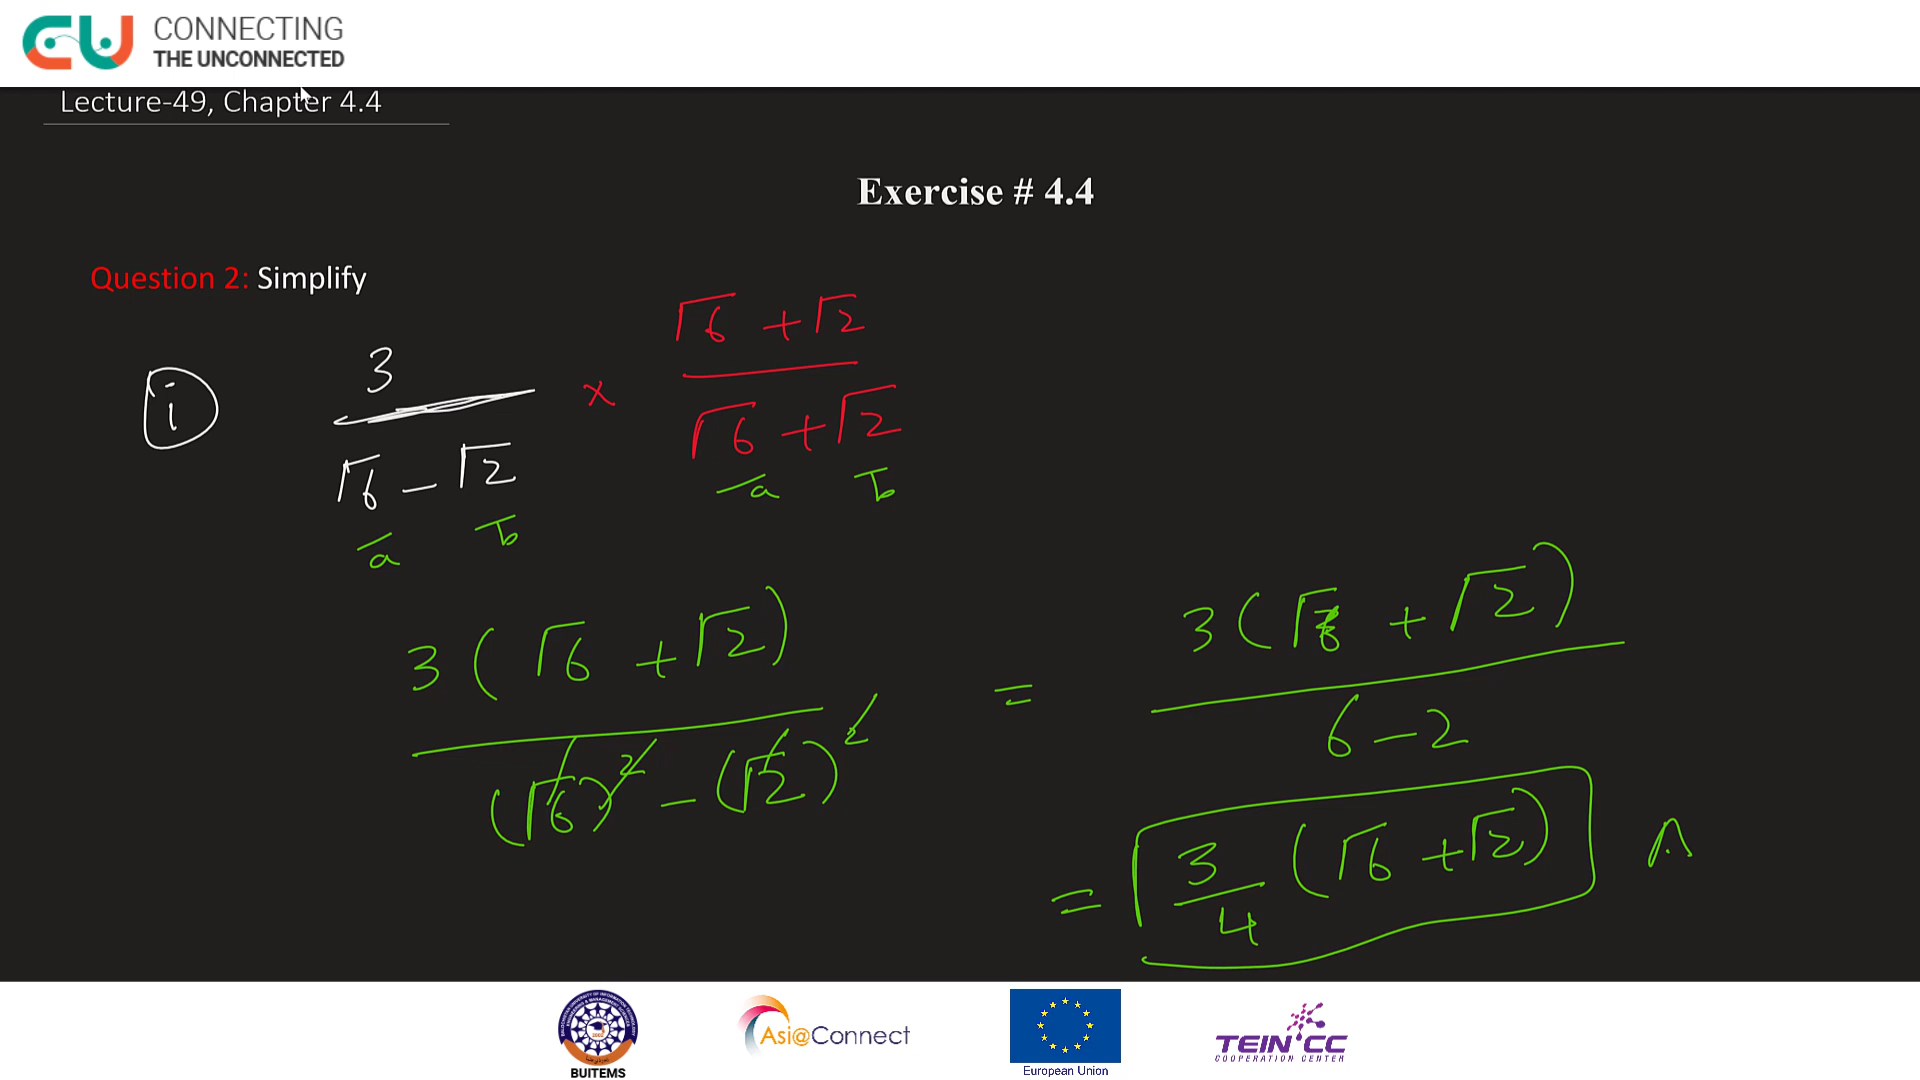 CONNECTING
THE UNCONNECTED
Lecture-49, Chapter 4.4
Exercise # 4.4
Question 2: Simplify
i 3/(√6 - √2) × (√6 + √2)/(√6 + √2)
a b a b
3(√6 + √2)/((√6)² - (√2)²) = 3(√6 + √2)/(6 - 2)
= 3/4 (√6 + √2)
BUITEMS
Asi@Connect
European Union
TEIN*CC
COOPERATION CENTER